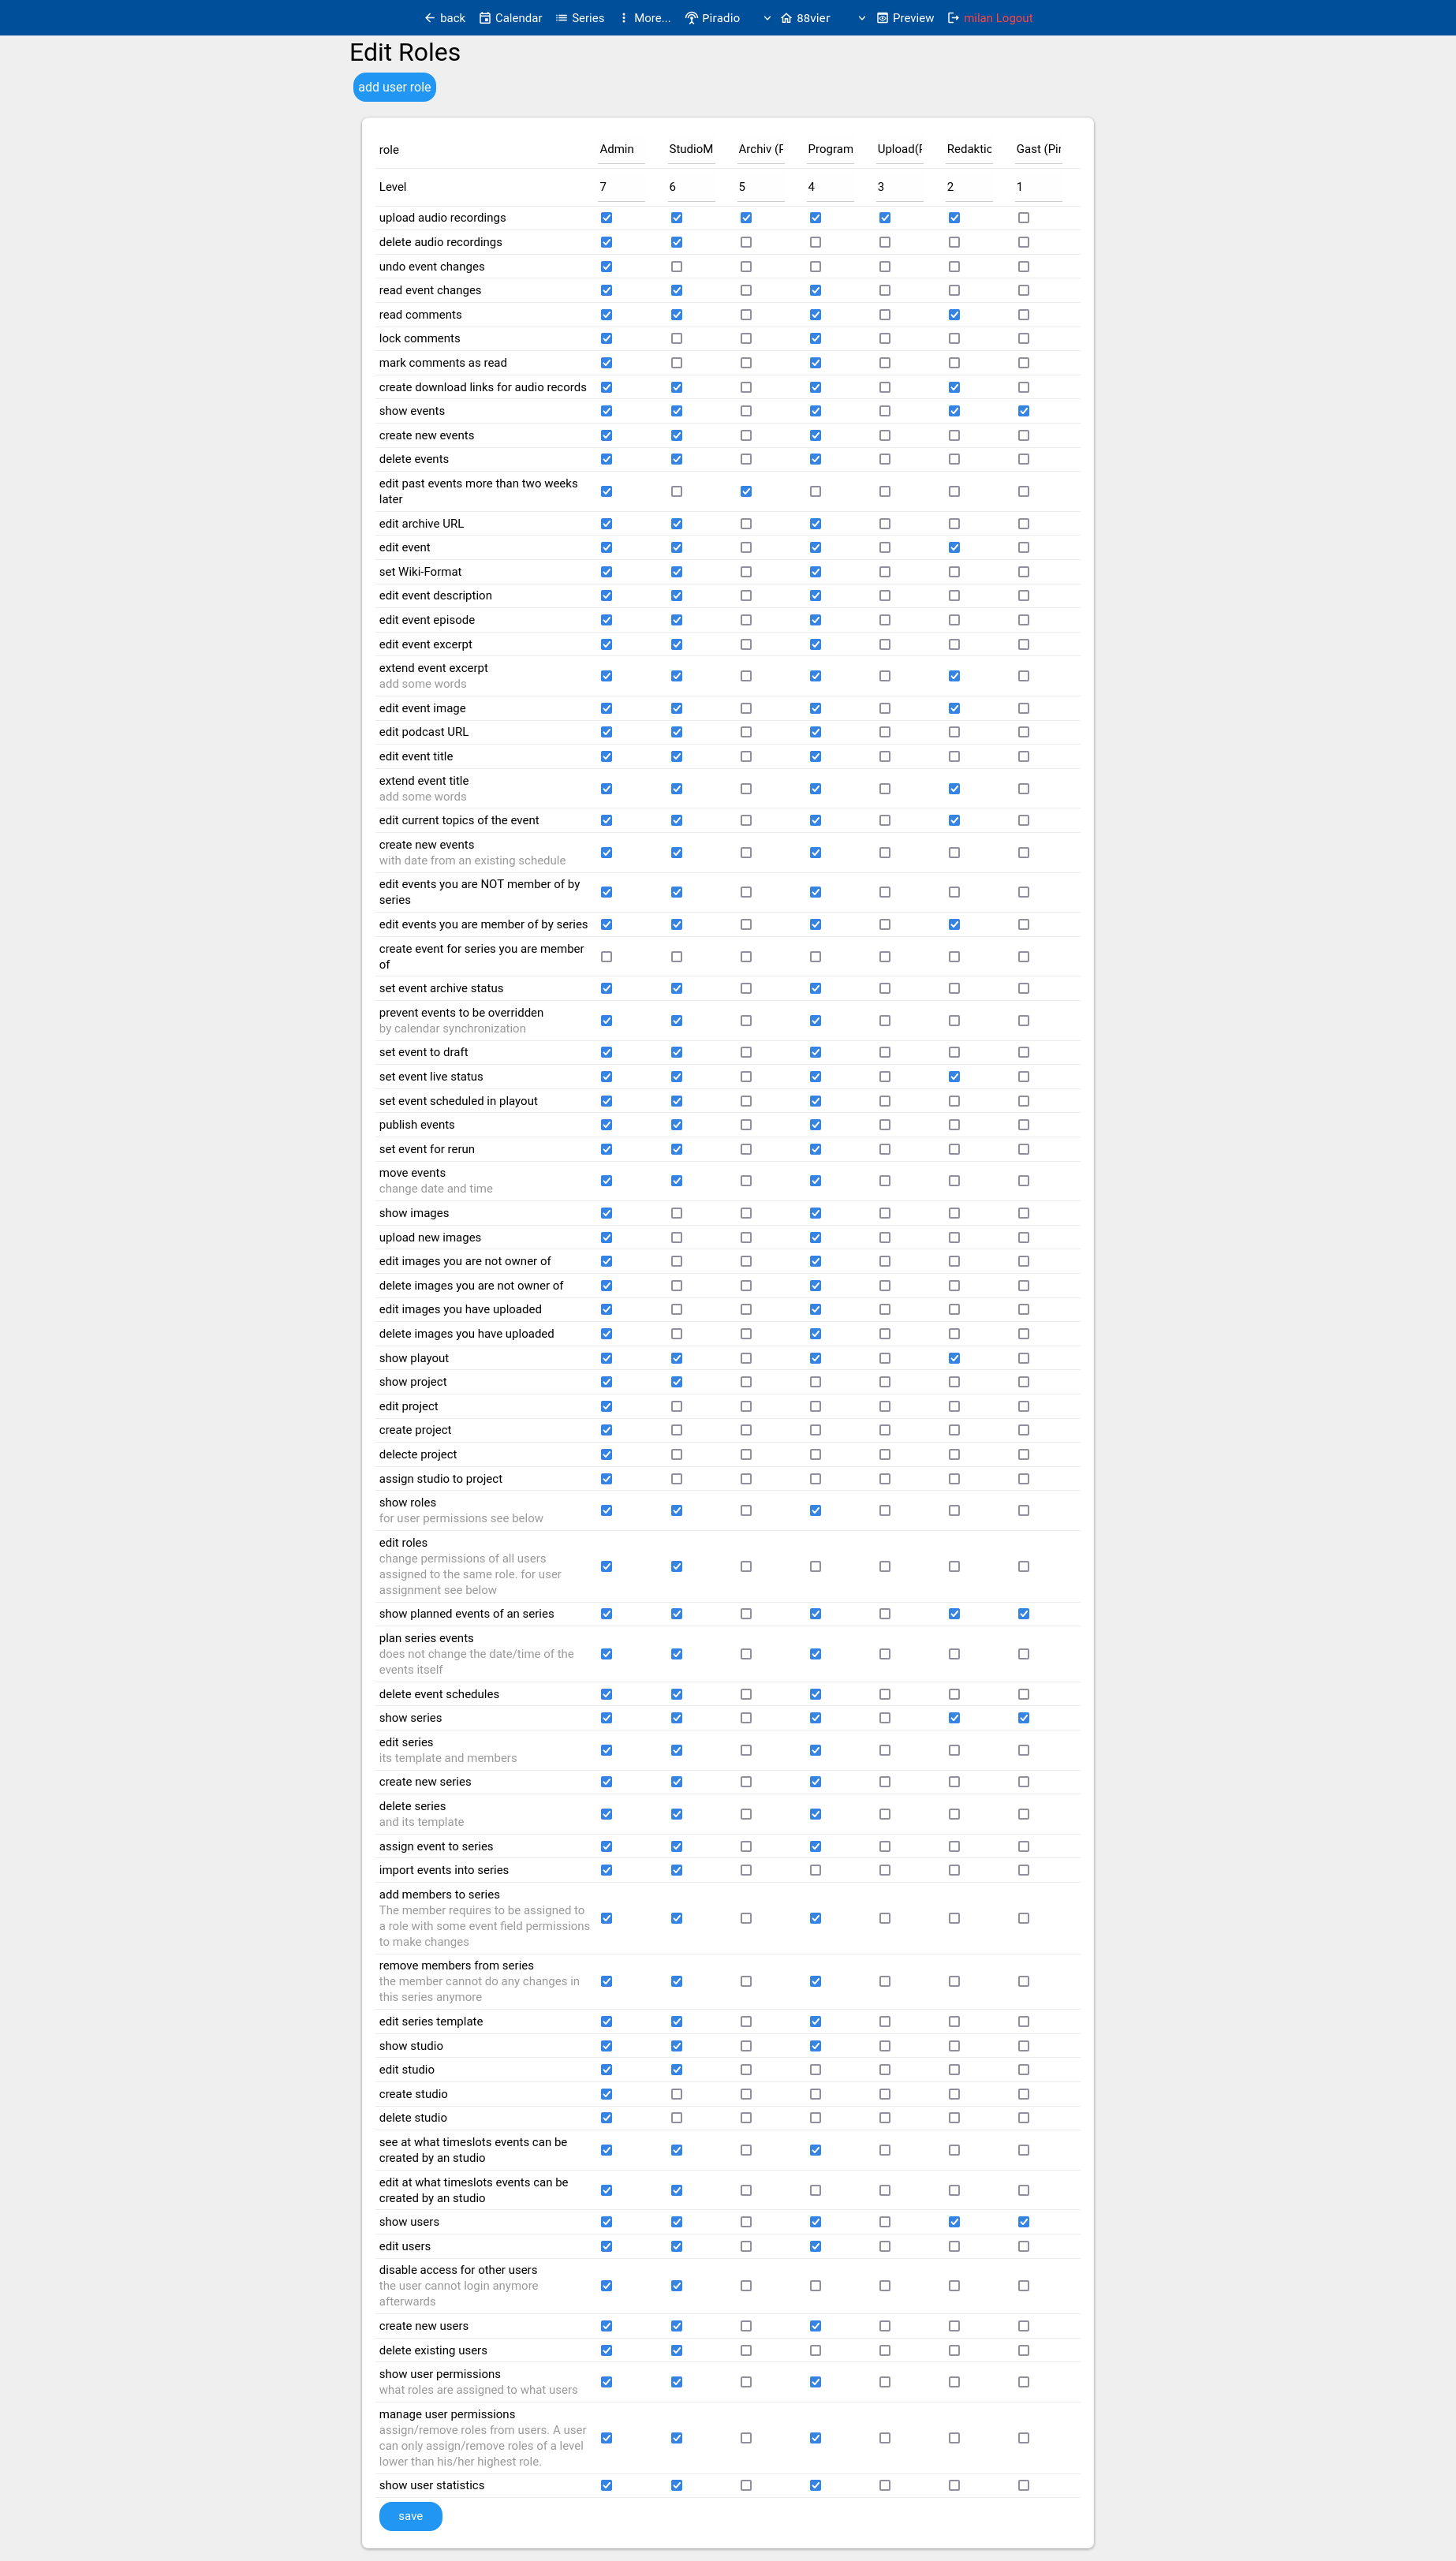 back Calendar Series More... Piradio 88vier Preview milan Logout
Edit Roles
add user role
role Admin StudioM Archiv (F Program Upload(F Redaktic Gast (Pir
Level 7 6 5 4 3 2 1
upload audio recordings
delete audio recordings
undo event changes
read event changes
read comments
lock comments
mark comments as read
create download links for audio records
show events
create new events
delete events
edit past events more than two weeks
later
edit archive URL
edit event
set Wiki-Format
edit event description
edit event episode
edit event excerpt
extend event excerpt
add some words
edit event image
edit podcast URL
edit event title
extend event title
add some words
edit current topics of the event
create new events
with date from an existing schedule
edit events you are NOT member of by
series
edit events you are member of by series
create event for series you are member
of
set event archive status
prevent events to be overridden
by calendar synchronization
set event to draft
set event live status
set event scheduled in playout
publish events
set event for rerun
move events
change date and time
show images
upload new images
edit images you are not owner of
delete images you are not owner of
edit images you have uploaded
delete images you have uploaded
show playout
show project
edit project
create project
delecte project
assign studio to project
show roles
for user permissions see below
edit roles
change permissions of all users
assigned to the same role. for user
assignment see below
show planned events of an series
plan series events
does not change the date/time of the
events itself
delete event schedules
show series
edit series
its template and members
create new series
delete series
and its template
assign event to series
import events into series
add members to series
The member requires to be assigned to
a role with some event field permissions
to make changes
remove members from series
the member cannot do any changes in
this series anymore
edit series template
show studio
edit studio
create studio
delete studio
see at what timeslots events can be
created by an studio
edit at what timeslots events can be
created by an studio
show users
edit users
disable access for other users
the user cannot login anymore
afterwards
create new users
delete existing users
show user permissions
what roles are assigned to what users
manage user permissions
assign/remove roles from users. A user
can only assign/remove roles of a level
lower than his/her highest role.
show user statistics
save